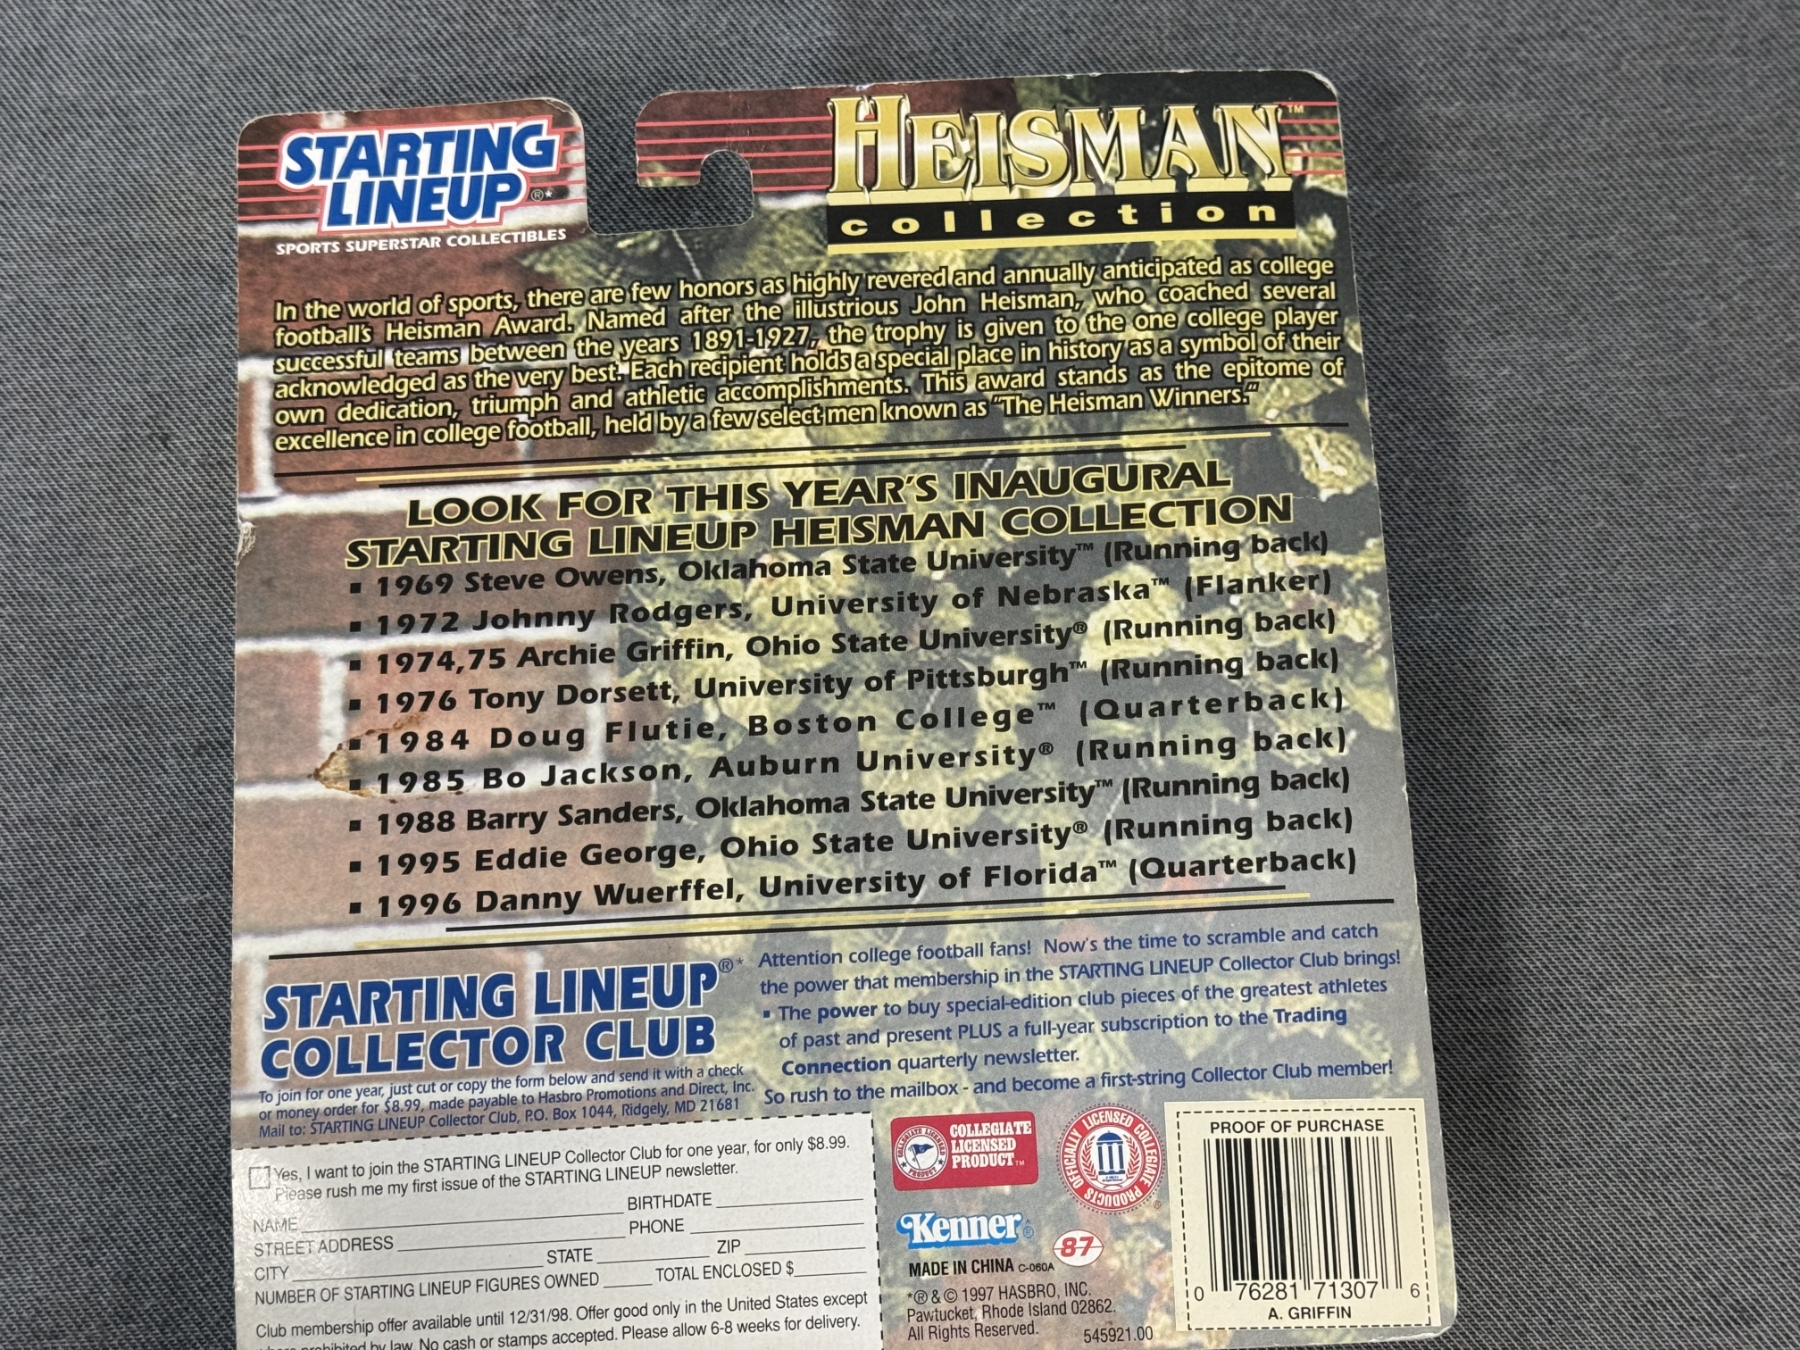 STARTING
LINEUP®*
SPORTS SUPERSTAR COLLECTIBLES
HEISMAN™
collection
In the world of sports, there are few honors as highly revered and annually anticipated as college
football's Heisman Award. Named after the illustrious John Heisman, who coached several
successful teams between the years 1891-1927, the trophy is given to the one college player
acknowledged as the very best. Each recipient holds a special place in history as a symbol of their
own dedication, triumph and athletic accomplishments. This award stands as the epitome of
excellence in college football, held by a few select men known as "The Heisman Winners."
LOOK FOR THIS YEAR'S INAUGURAL
STARTING LINEUP HEISMAN COLLECTION
▪ 1969 Steve Owens, Oklahoma State University™ (Running back)
▪ 1972 Johnny Rodgers, University of Nebraska™ (Flanker)
▪ 1974,75 Archie Griffin, Ohio State University® (Running back)
▪ 1976 Tony Dorsett, University of Pittsburgh™ (Running back)
▪ 1984 Doug Flutie, Boston College™ (Quarterback)
▪ 1985 Bo Jackson, Auburn University® (Running back)
▪ 1988 Barry Sanders, Oklahoma State University™ (Running back)
▪ 1995 Eddie George, Ohio State University® (Running back)
▪ 1996 Danny Wuerffel, University of Florida™ (Quarterback)
STARTING LINEUP®*
COLLECTOR CLUB
To join for one year, just cut or copy the form below and send it with a check
or money order for $8.99, made payable to Hasbro Promotions and Direct, Inc.
Mail to: STARTING LINEUP Collector Club, P.O. Box 1044, Ridgely, MD 21681
Attention college football fans! Now's the time to scramble and catch
the power that membership in the STARTING LINEUP Collector Club brings!
▪ The power to buy special-edition club pieces of the greatest athletes
of past and present PLUS a full-year subscription to the Trading
Connection quarterly newsletter.
So rush to the mailbox - and become a first-string Collector Club member!
Yes, I want to join the STARTING LINEUP Collector Club for one year, for only $8.99.
Please rush me my first issue of the STARTING LINEUP newsletter.
NAME BIRTHDATE
STREET ADDRESS PHONE
CITY STATE ZIP
NUMBER OF STARTING LINEUP FIGURES OWNED TOTAL ENCLOSED $
Club membership offer available until 12/31/98. Offer good only in the United States except
where prohibited by law. No cash or stamps accepted. Please allow 6-8 weeks for delivery.
COLLEGIATE
LICENSED
PRODUCT™
OFFICIALLY LICENSED COLLEGIATE PRODUCTS
Kenner®
87
MADE IN CHINA C-060A
*® & © 1997 HASBRO, INC.
Pawtucket, Rhode Island 02862.
All Rights Reserved.
545921.00
PROOF OF PURCHASE
0 76281 71307 6
A. GRIFFIN